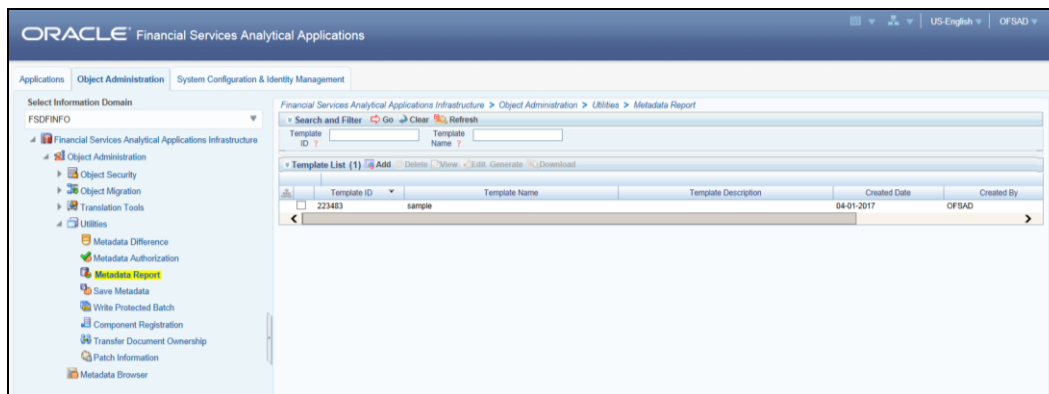 US-English OFSAD
ORACLE Financial Services Analytical Applications
Applications Object Administration System Configuration & Identity Management
Select Information Domain
FSDFINFO
Financial Services Analytical Applications Infrastructure
Object Administration
Object Security
Object Migration
Translation Tools
Utilities
Metadata Difference
Metadata Authorization
Metadata Report
Save Metadata
Write Protected Batch
Component Registration
Transfer Document Ownership
Patch Information
Metadata Browser
Financial Services Analytical Applications Infrastructure > Object Administration > Utilities > Metadata Report
Search and Filter Go Clear Refresh
Template ID ? Template Name ?
Template List (1) Add Delete View Edit Generate Download
Template ID Template Name Template Description Created Date Created By
223483 sample 04-01-2017 OFSAD